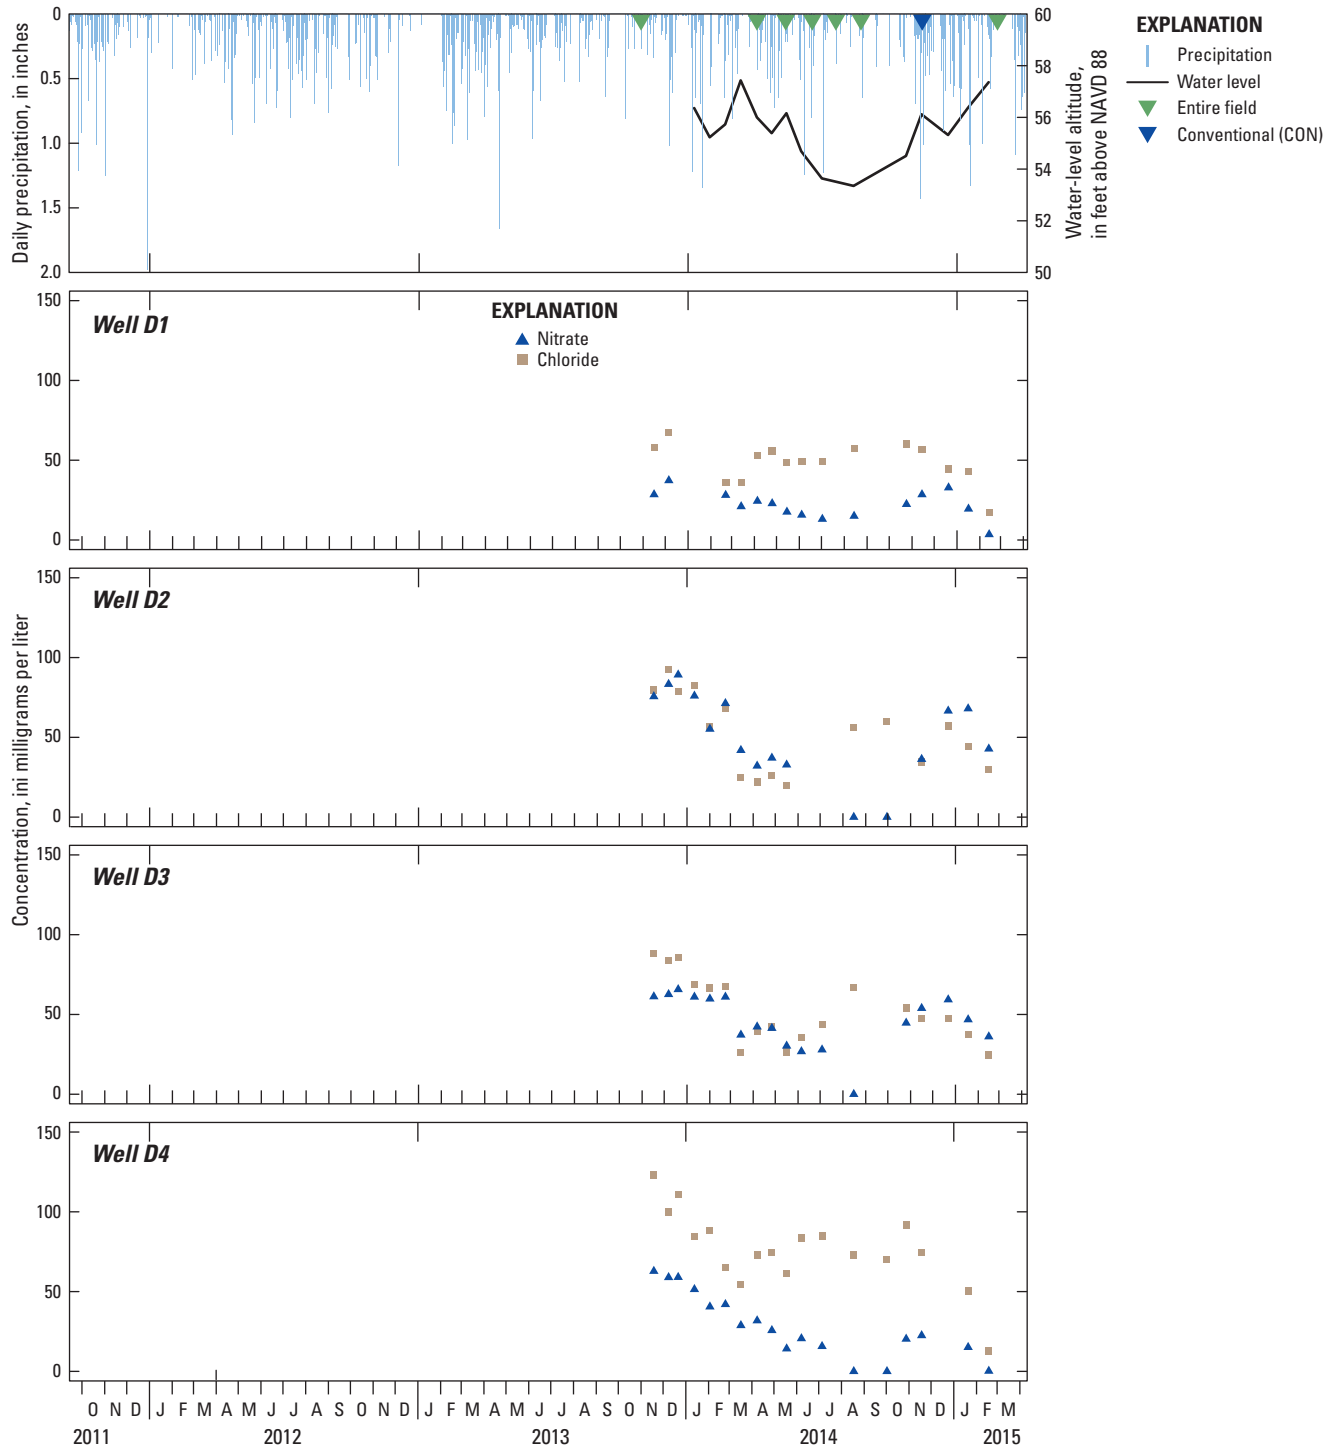 Daily precipitation, in inches
0
0.5
1.0
1.5
2.0
60
58
56
54
52
50
Water-level altitude,
in feet above NAVD 88
EXPLANATION
Precipitation
Water level
Entire field
Conventional (CON)
Concentration, ini milligrams per liter
150
100
50
0
Well D1
EXPLANATION
Nitrate
Chloride
150
100
50
0
Well D2
150
100
50
0
Well D3
150
100
50
0
Well D4
O N D J F M A M J J A S O N D J F M A M J J A S O N D J F M A M J J A S O N D J F M
2011 2012 2013 2014 2015